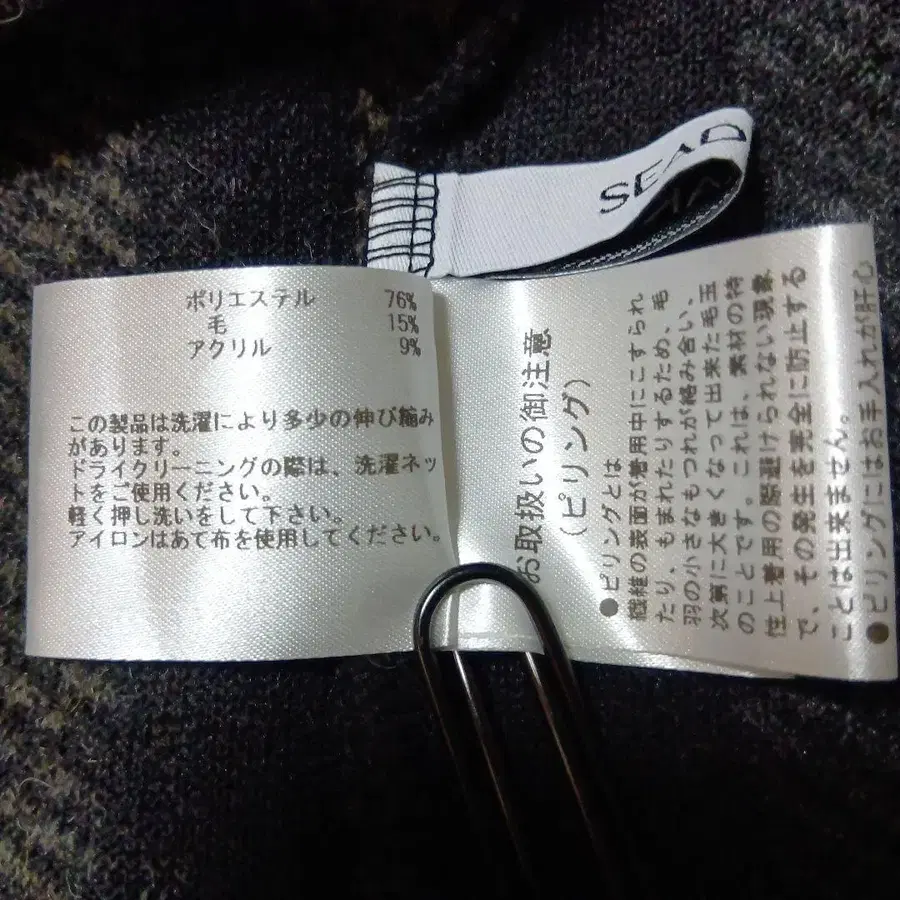 SEAD
ポリエステル 76%
毛 15%
アクリル 9%
この製品は洗濯により多少の伸び縮み
があります。
ドライクリーニングの際は、洗濯ネッ
トをご使用ください。
軽く押し洗いをして下さい。
アイロンはあて布を使用してください。
お取扱いの御注意
(ピリング)
●ピリングとは
繊維の表面が着用中にこすられ
たり、もまれたりするため、毛
羽の小さなもつれが絡み合い、
次第に大きくなって出来た毛玉
のことです。これは、素材の特
性上着用の際避けられない現象
で、その発生を完全に防止する
ことは出来ません。
●ピリングにはお手入れが肝心